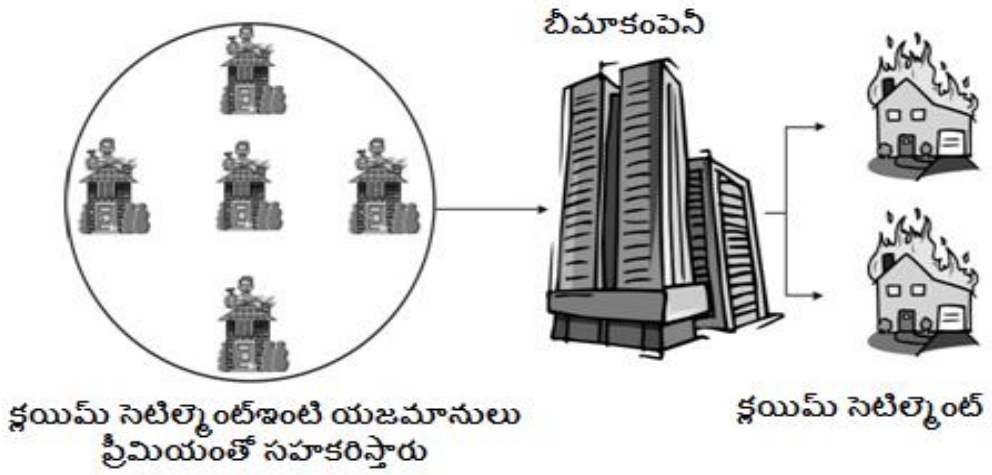 బీమాకంపెనీ
క్లయిమ్ సెటిల్మెంట్ఇంటి యజమానులు
ప్రీమియంతో సహకరిస్తారు
క్లయిమ్ సెటిల్మెంట్